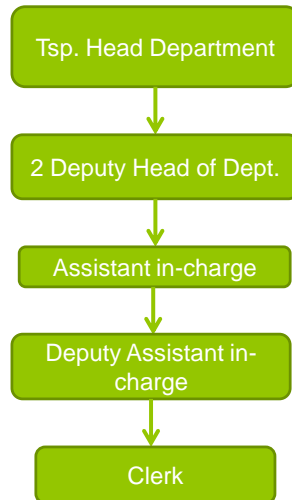 Tsp. Head Department
2 Deputy Head of Dept.
Assistant in-charge
Deputy Assistant in-
charge
Clerk